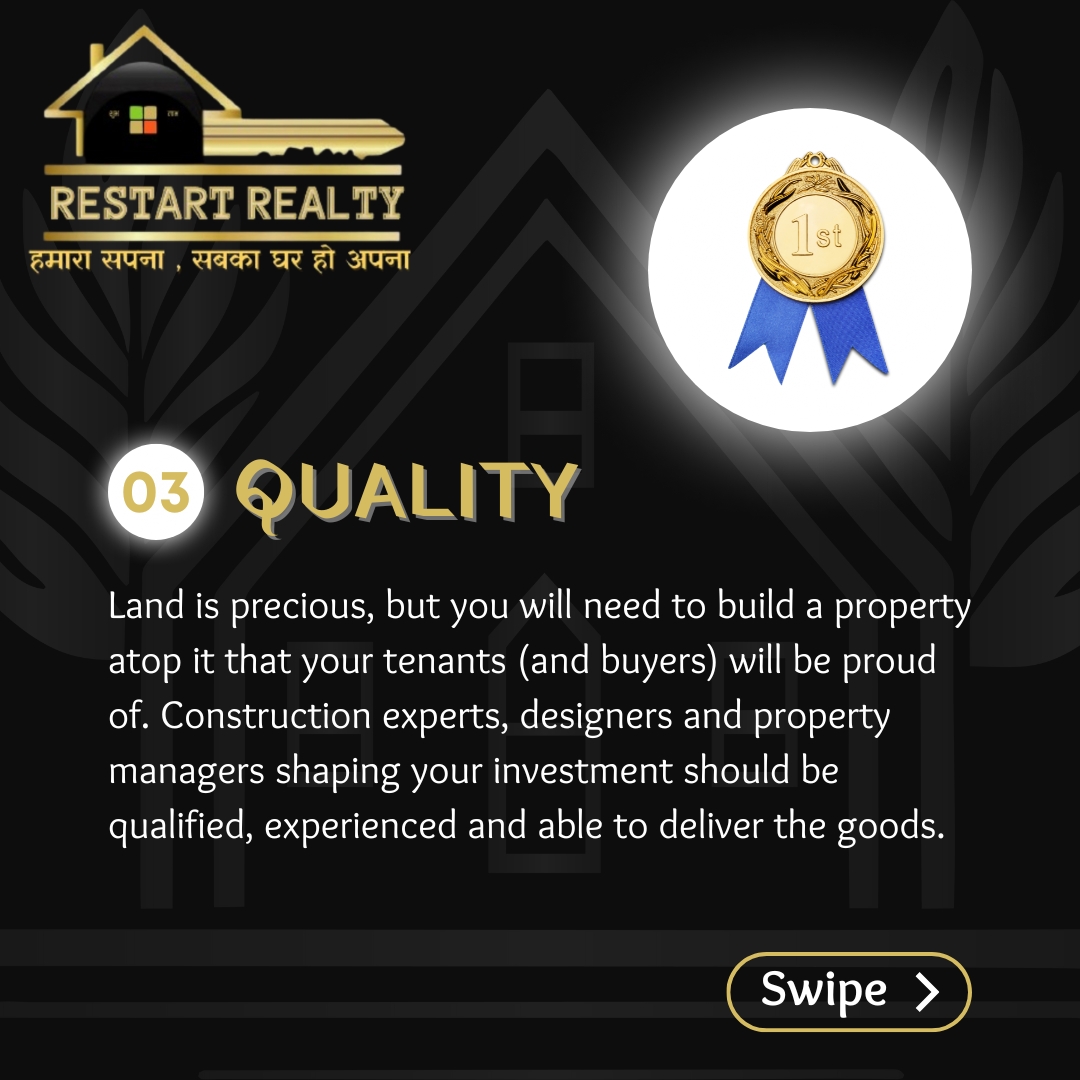 RESTART REALTY
हमारा सपना , सबका घर हो अपना
1st
03 QUALITY
Land is precious, but you will need to build a property
atop it that your tenants (and buyers) will be proud
of. Construction experts, designers and property
managers shaping your investment should be
qualified, experienced and able to deliver the goods.
Swipe